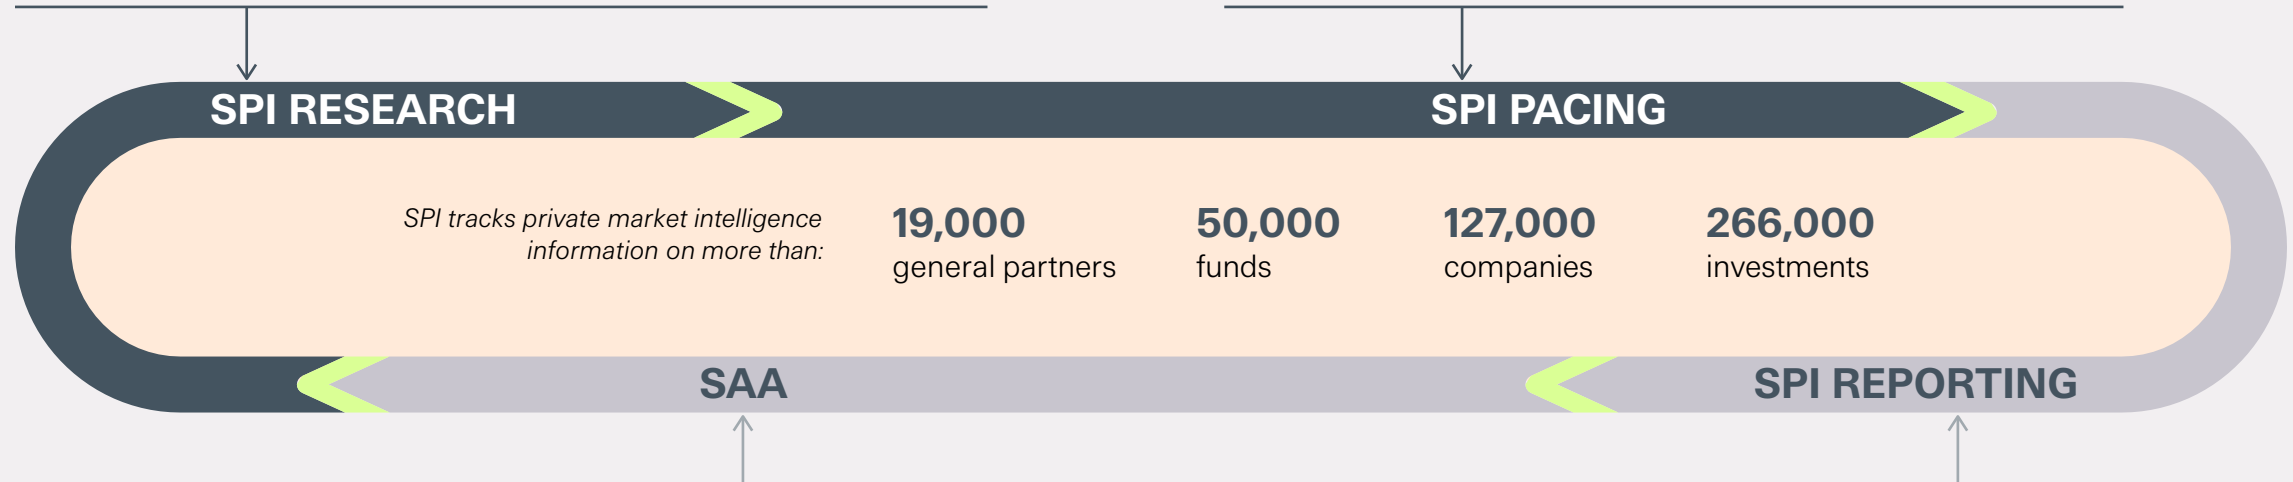 SPI RESEARCH
SPI PACING
SPI tracks private market intelligence
information on more than:
19,000
general partners
50,000
funds
127,000
companies
266,000
investments
SAA
SPI REPORTING